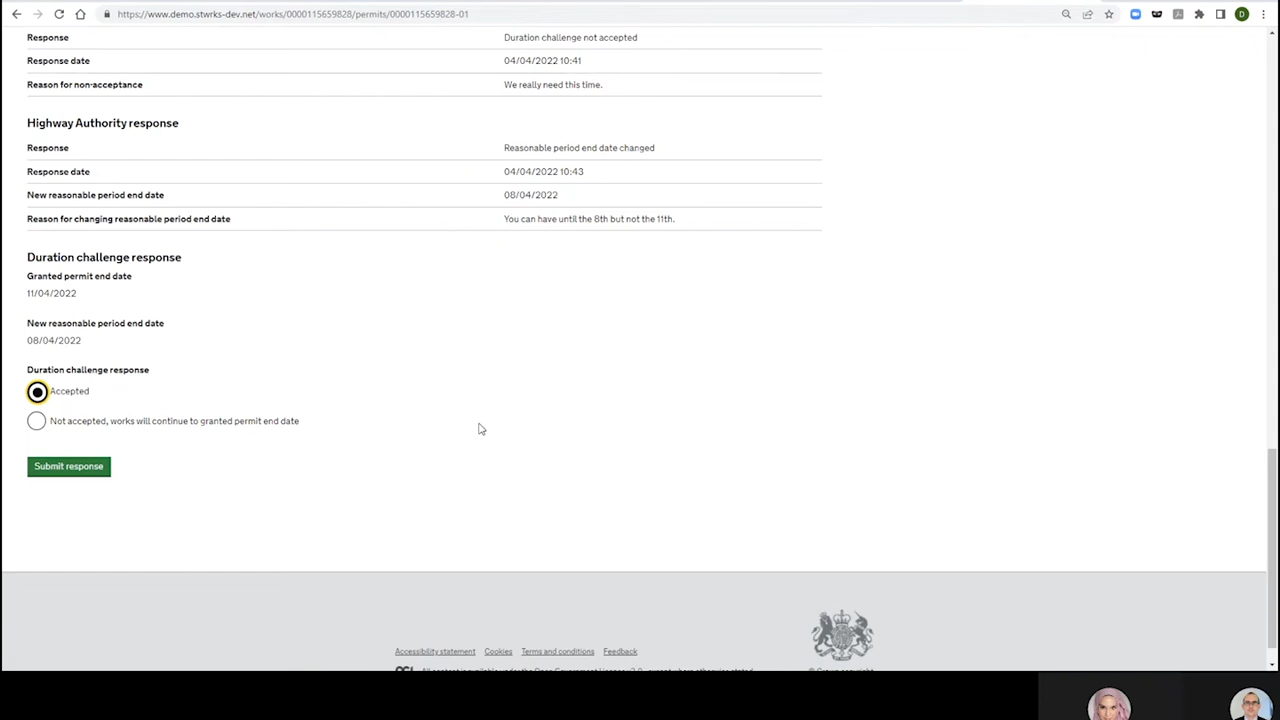 https://www.demo.stwrks-dev.net/works/0000115659828/permits/0000115659828-01
D
Response Duration challenge not accepted
Response date 04/04/2022 10:41
Reason for non-acceptance We really need this time.
Highway Authority response
Response Reasonable period end date changed
Response date 04/04/2022 10:43
New reasonable period end date 08/04/2022
Reason for changing reasonable period end date You can have until the 8th but not the 11th.
Duration challenge response
Granted permit end date
11/04/2022
New reasonable period end date
08/04/2022
Duration challenge response
Accepted
Not accepted, works will continue to granted permit end date
Submit response
Accessibility statement Cookies Terms and conditions Feedback